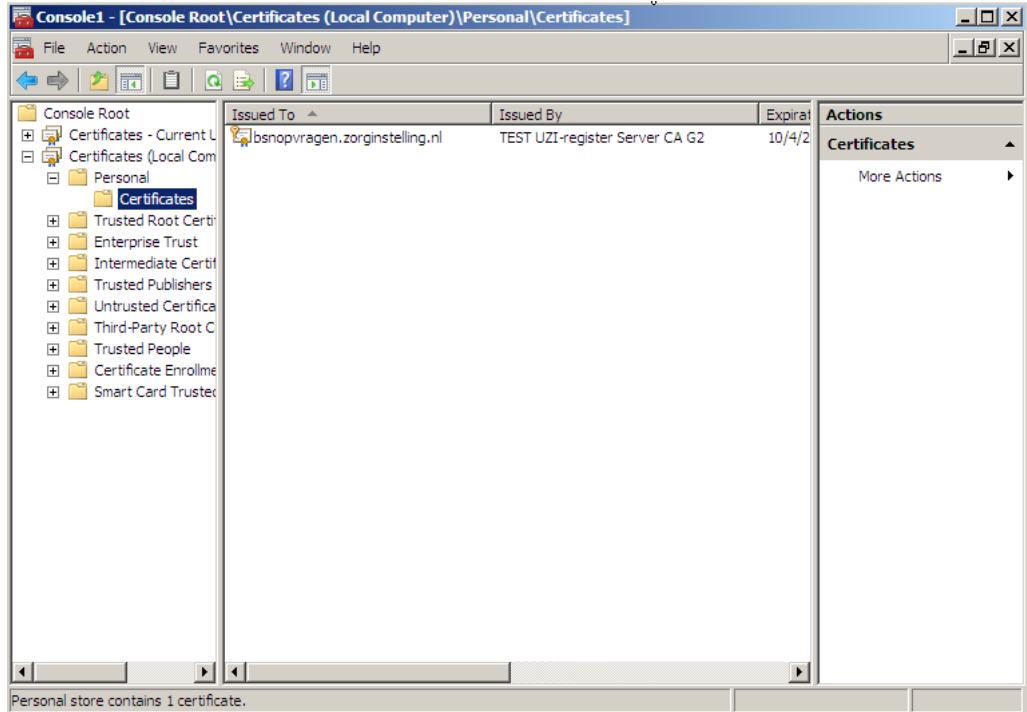 Console1 - [Console Root\Certificates (Local Computer)\Personal\Certificates]
File Action View Favorites Window Help
Console Root
Certificates - Current U
Certificates (Local Com
Personal
Certificates
Trusted Root Certi
Enterprise Trust
Intermediate Certif
Trusted Publishers
Untrusted Certifica
Third-Party Root C
Trusted People
Certificate Enrollme
Smart Card Trusted
Issued To Issued By Expirat
bsnopvragen.zorginstelling.nl TEST UZI-register Server CA G2 10/4/2
Actions
Certificates
More Actions
Personal store contains 1 certificate.